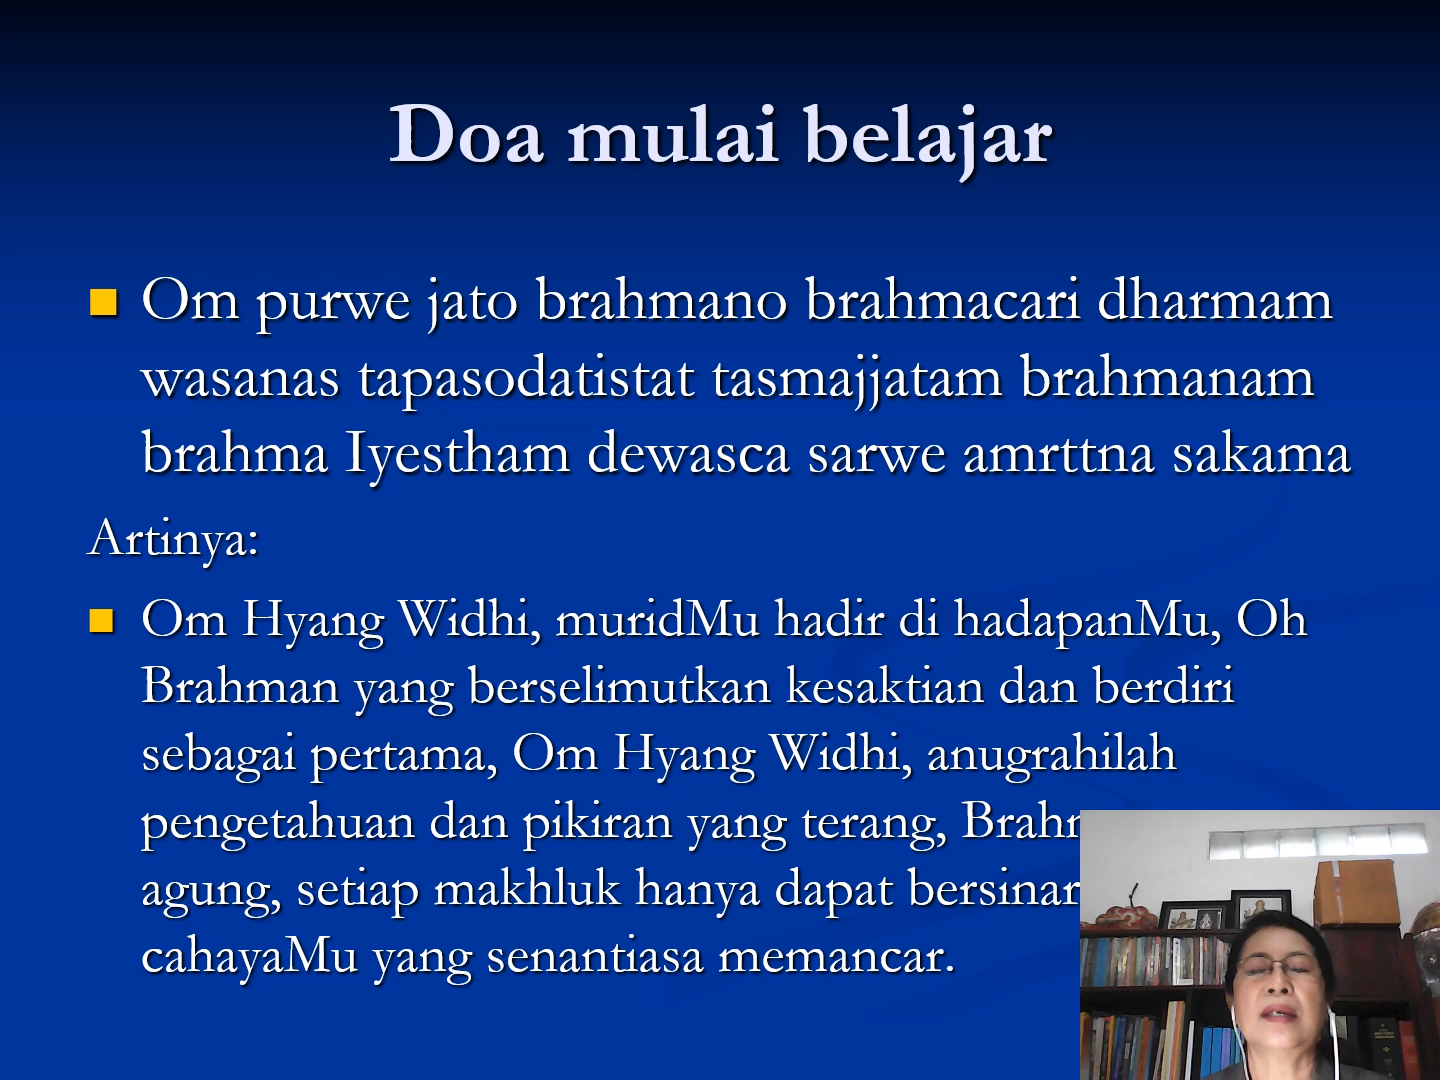 Doa mulai belajar
Om purwe jato brahmano brahmacari dharmam
wasanas tapasodatistat tasmajjatam brahmanam
brahma Iyestham dewasca sarwe amrttna sakama
Artinya:
Om Hyang Widhi, muridMu hadir di hadapanMu, Oh
Brahman yang berselimutkan kesaktian dan berdiri
sebagai pertama, Om Hyang Widhi, anugrahilah
pengetahuan dan pikiran yang terang,
agung, setiap makhluk hanya dapat bersinar
cahayaMu yang senantiasa memancar.